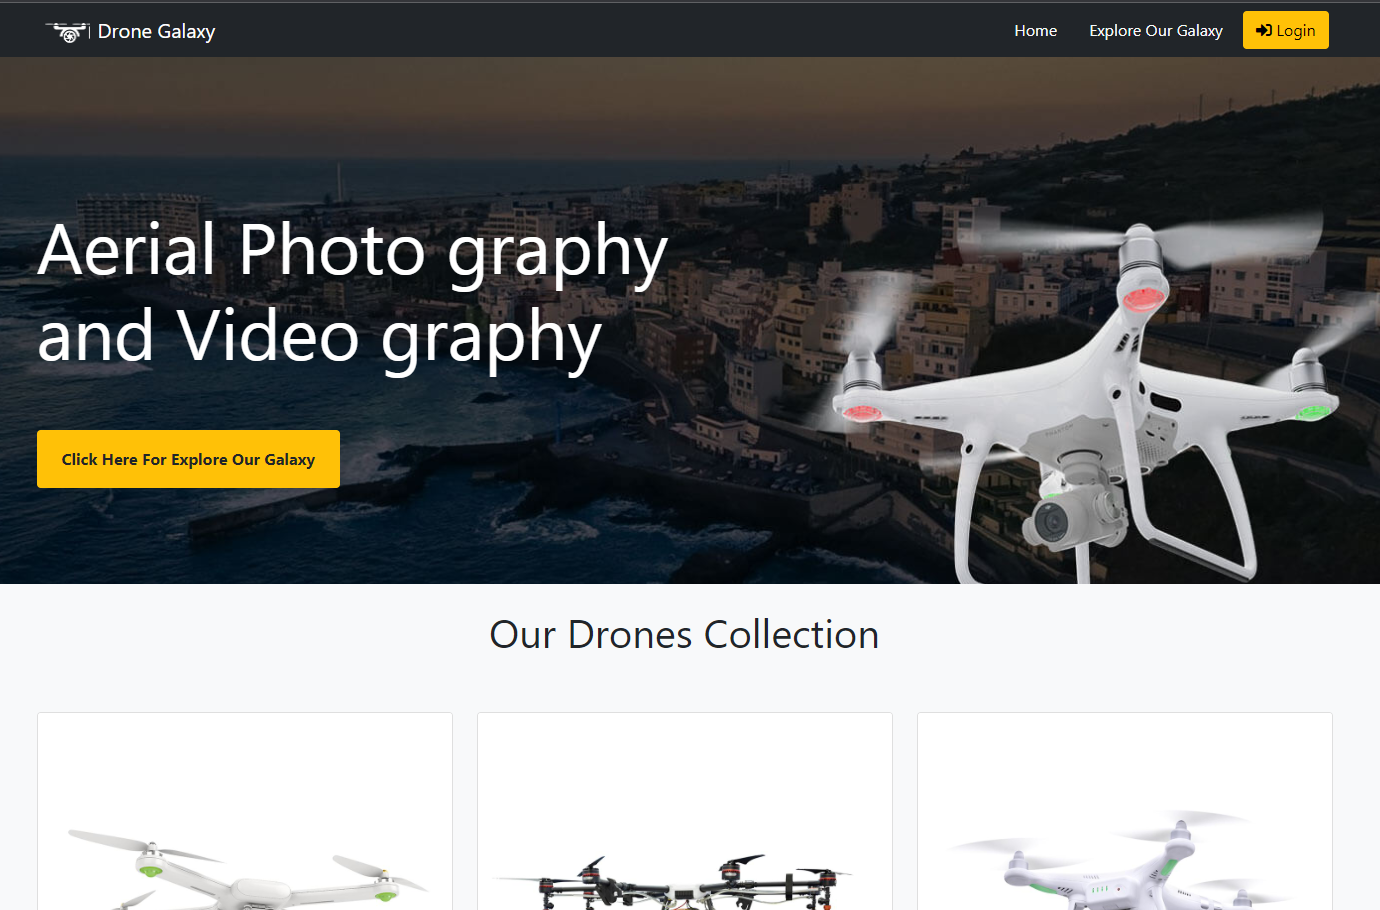 Drone Galaxy
Home
Explore Our Galaxy
Login
Aerial Photo graphy
and Video graphy
Click Here For Explore Our Galaxy
Our Drones Collection